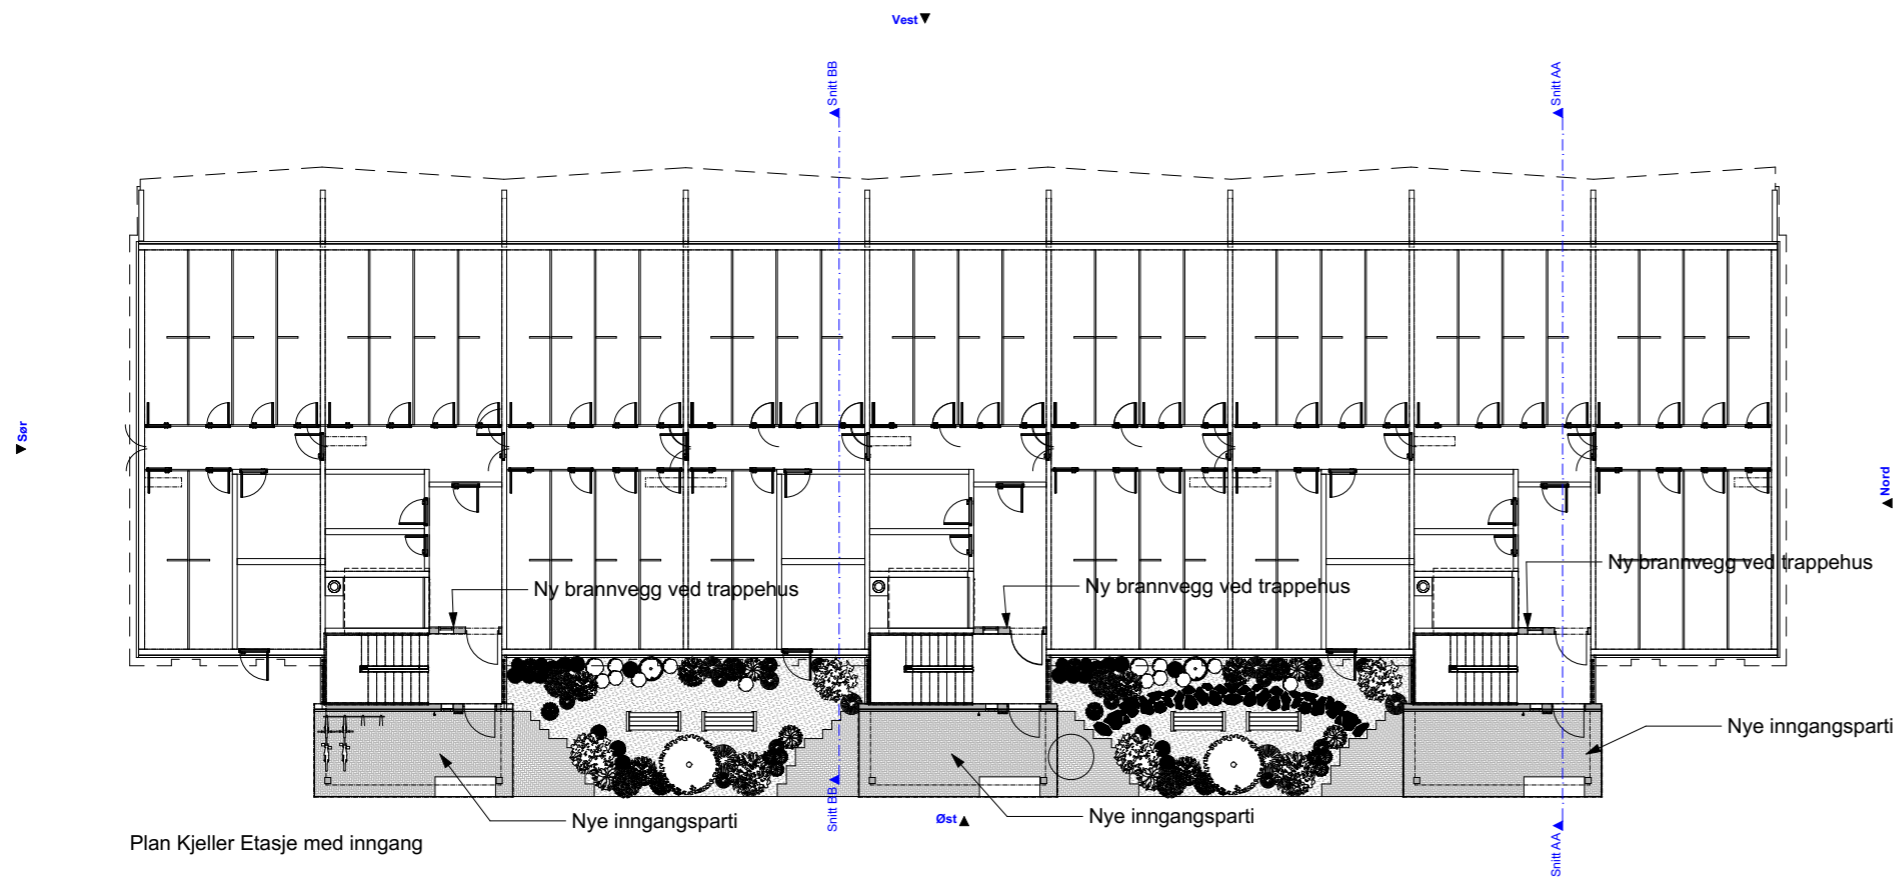 Vest
Snitt BB
Snitt AA
Sør
Nord
Ny brannvegg ved trappehus
Ny brannvegg ved trappehus
Ny brannvegg ved trappehus
Nye inngangsparti
Nye inngangsparti
Nye inngangsparti
Snitt BB
Øst
Snitt AA
Plan Kjeller Etasje med inngang